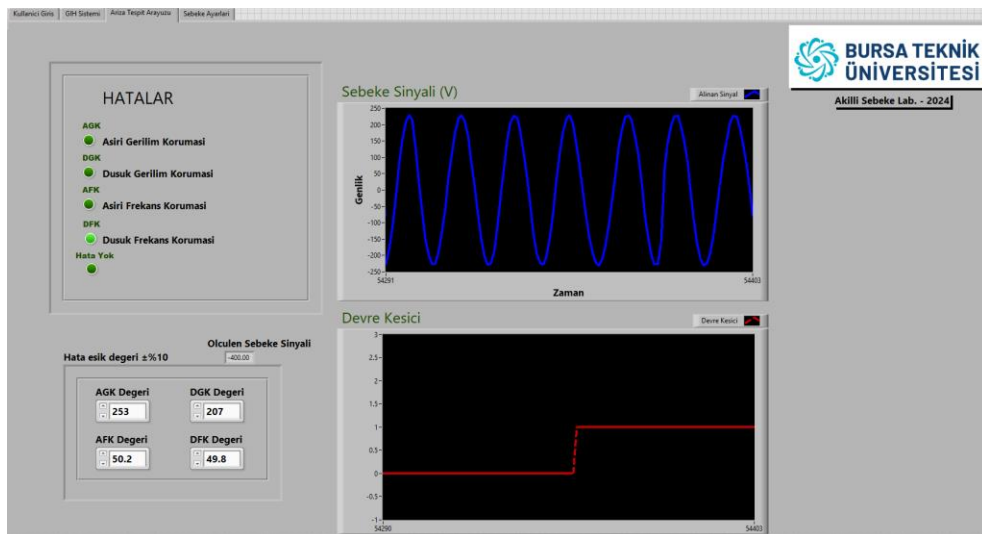 Kullanici Giris
GIH Sistemi
Ariza Tespit Arayuzu
Sebeke Ayarlari
BURSA TEKNİK
ÜNİVERSİTESİ
Akilli Sebeke Lab. - 2024
HATALAR
AGK
Asiri Gerilim Korumasi
DGK
Dusuk Gerilim Korumasi
AFK
Asiri Frekans Korumasi
DFK
Dusuk Frekans Korumasi
Hata Yok
Sebeke Sinyali (V)
Alinan Sinyal
250
200
150
100
50
0
-50
-100
-150
-200
-250
Genlik
54291
54403
Zaman
Devre Kesici
Devre Kesici
3
2.5
2
1.5
1
0.5
0
-0.5
-1
54290
54403
Olculen Sebeke Sinyali
Hata esik degeri ±%10
-400.00
AGK Degeri
DGK Degeri
253
207
AFK Degeri
DFK Degeri
50.2
49.8